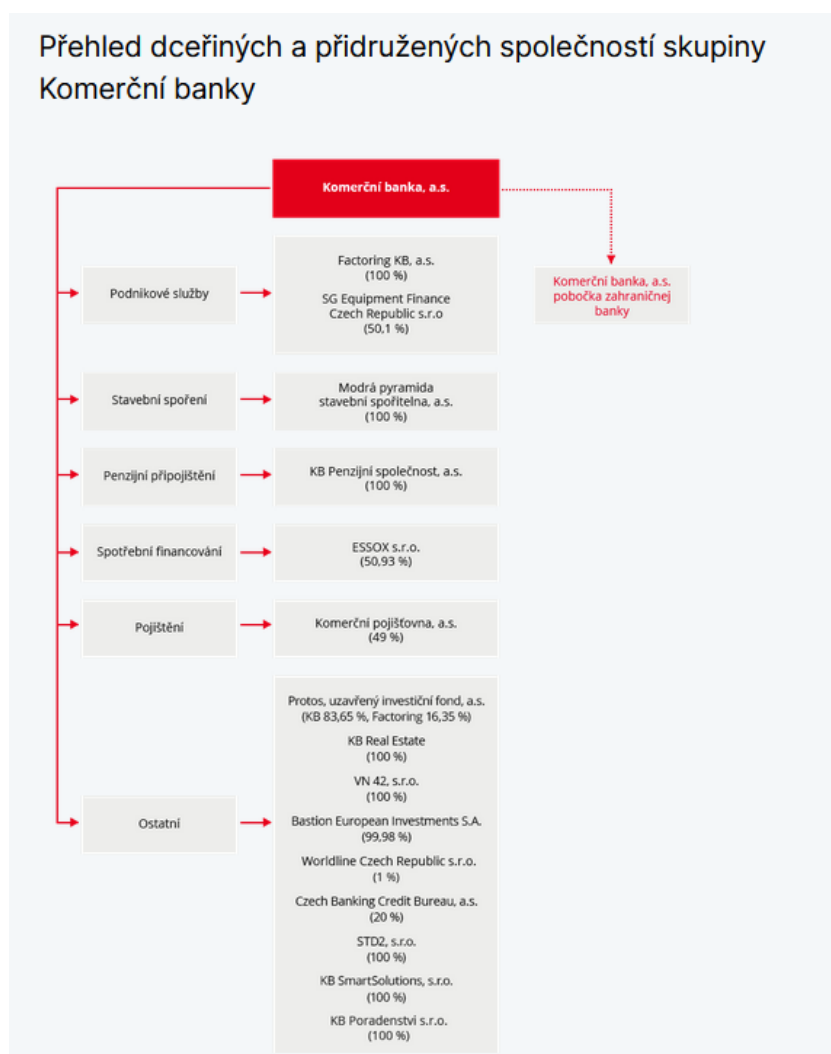 Přehled dceřiných a přidružených společností skupiny
Komerční banky
Komerční banka, a.s.
Komerční banka, a.s.
pobočka zahraničnej
banky
Podnikové služby
Factoring KB, a.s.
(100 %)
SG Equipment Finance
Czech Republic s.r.o
(50,1 %)
Stavební spoření
Modrá pyramida
stavební spořitelna, a.s.
(100 %)
Penzijní připojištění
KB Penzijní společnost, a.s.
(100 %)
Spotřební financování
ESSOX s.r.o.
(50,93 %)
Pojištění
Komerční pojišťovna, a.s.
(49 %)
Ostatní
Protos, uzavřený investiční fond, a.s.
(KB 83,65 %, Factoring 16,35 %)
KB Real Estate
(100 %)
VN 42, s.r.o.
(100 %)
Bastion European Investments S.A.
(99,98 %)
Worldline Czech Republic s.r.o.
(1 %)
Czech Banking Credit Bureau, a.s.
(20 %)
STD2, s.r.o.
(100 %)
KB SmartSolutions, s.r.o.
(100 %)
KB Poradenstvi s.r.o.
(100 %)